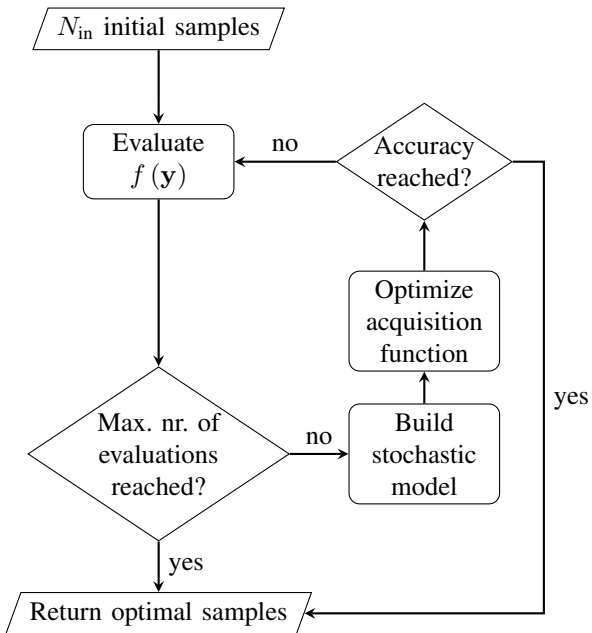 N_in initial samples
Evaluate
f (y)
no
Accuracy
reached?
Optimize
acquisition
function
yes
Max. nr. of
evaluations
reached?
no
Build
stochastic
model
yes
Return optimal samples